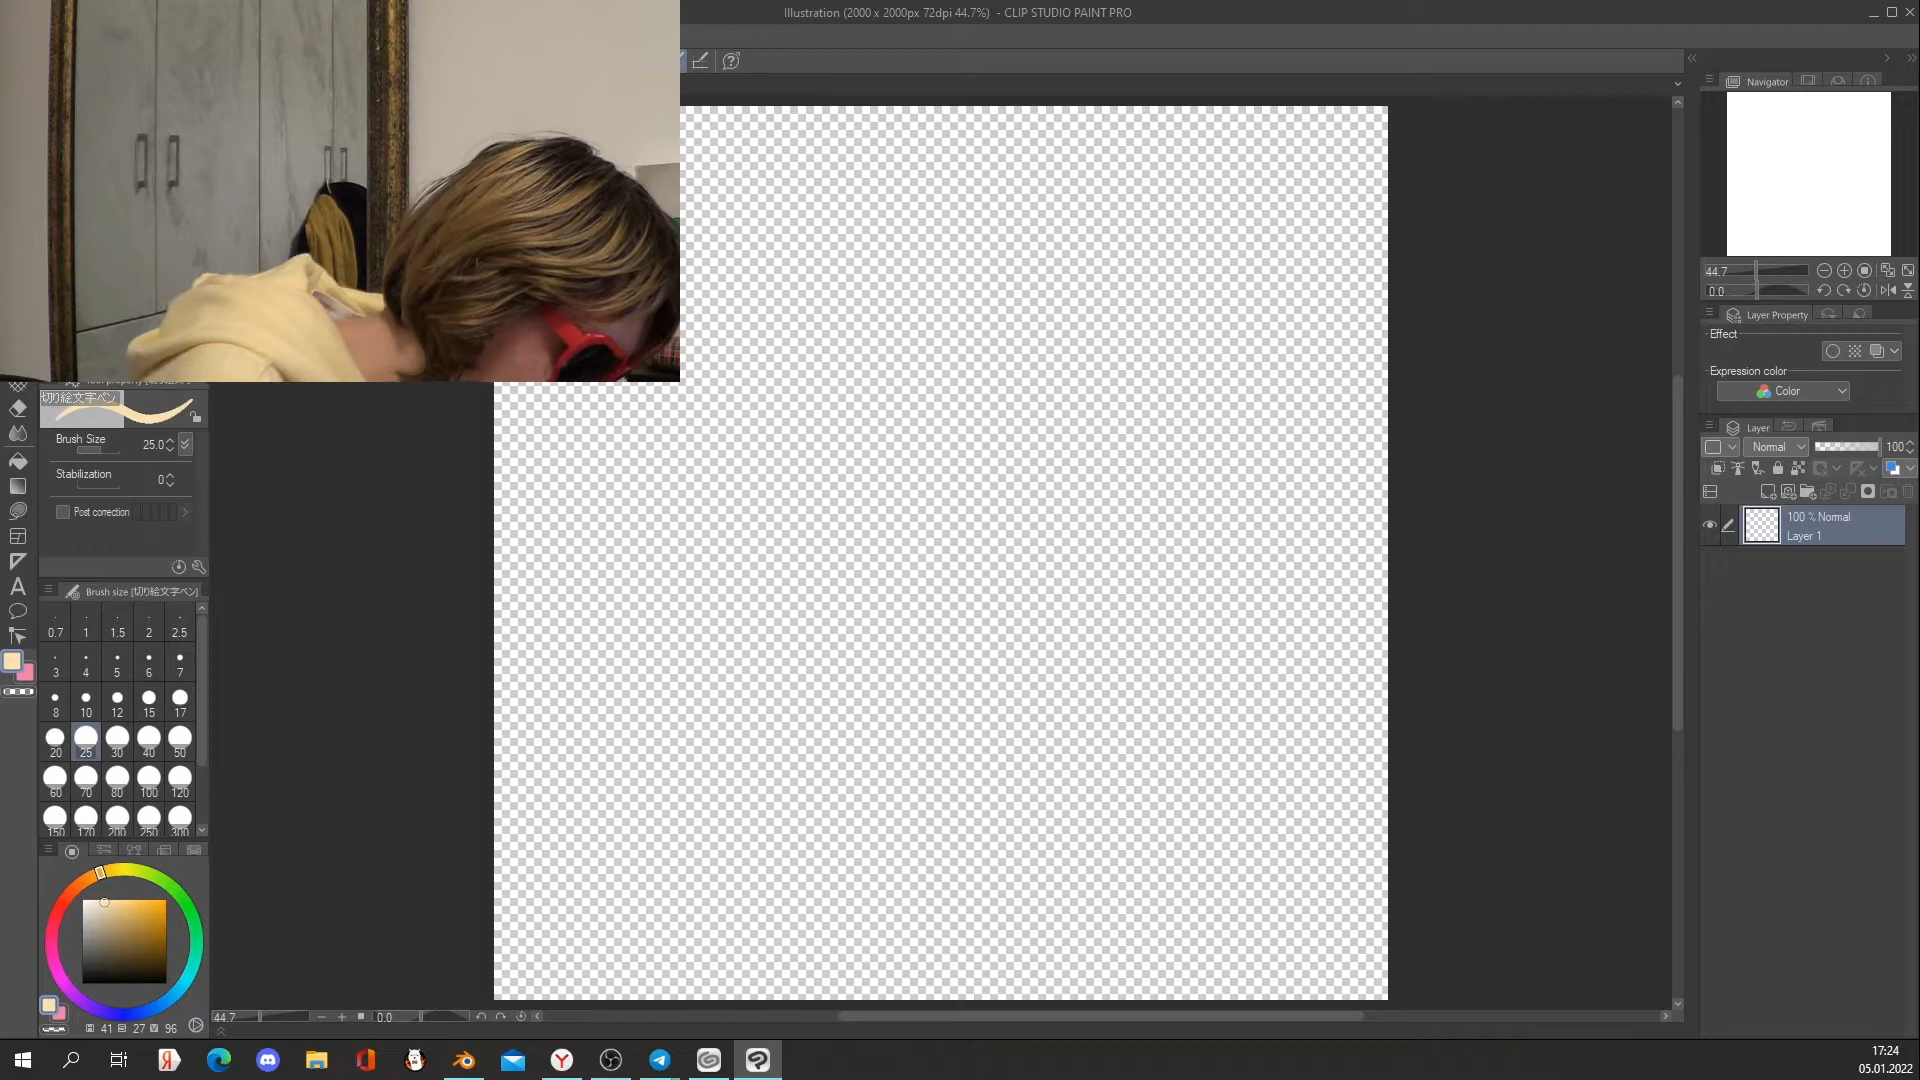 Illustration (2000 x 2000px 72dpi 44.7%) - CLIP STUDIO PAINT PRO
Navigator
44.7
0.0
Layer Property
Effect
Expression color
Color
Layer
Normal
100
100 % Normal
Layer 1
切り絵文字ペン
Brush Size
25.0
Stabilization
0
Post correction
Brush size [切り絵文字ペン]
0.7 1 1.5 2 2.5
3 4 5 6 7
8 10 12 15 17
20 25 30 40 50
60 70 80 100 120
150 170 200 250 300
41 27 96
44.7
0.0
17:24
05.01.2022